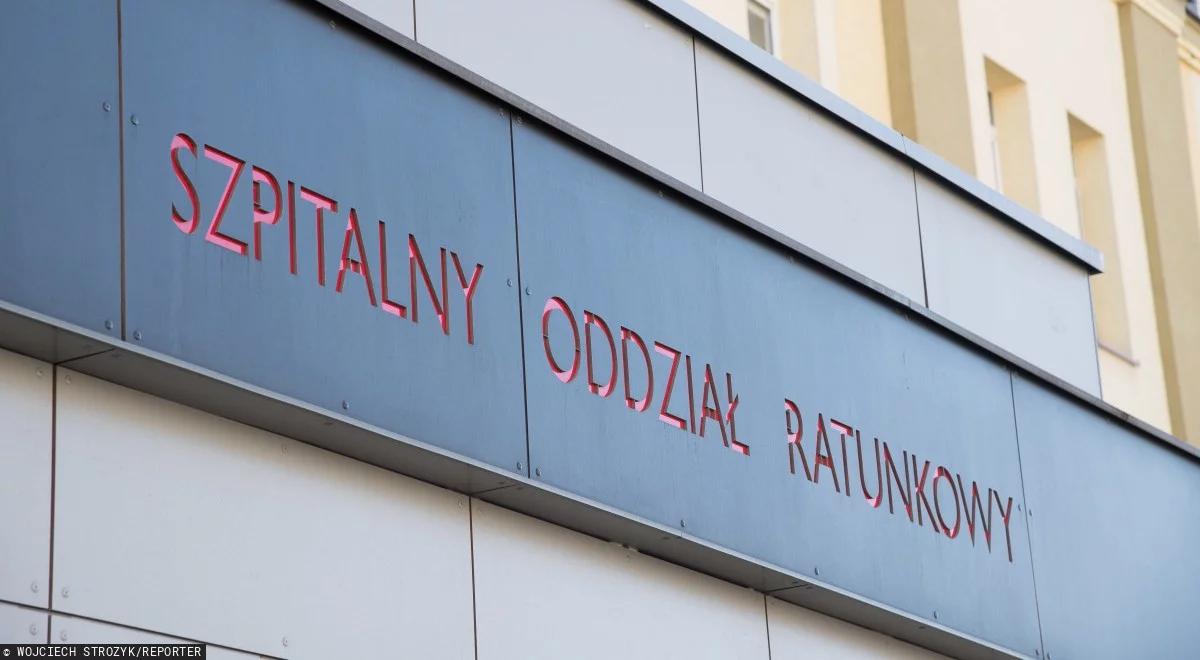 SZPITALNY ODDZIAŁ RATUNKOWY
© WOJCIECH STROZYK/REPORTER